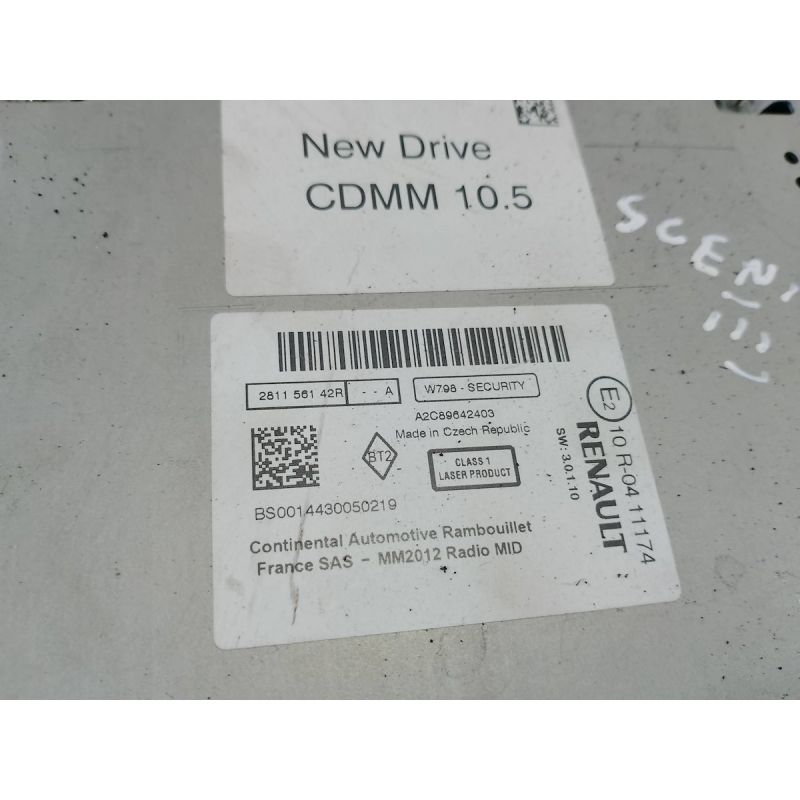 New Drive
CDMM 10.5
SCENI
III
2811 561 42R - - A
W798 - SECURITY
A2C89642403
Made in Czech Republic
BT2
CLASS 1
LASER PRODUCT
BS0014430050219
Continental Automotive Rambouillet
France SAS - MM2012 Radio MID
E2 10 R-04 11174
RENAULT
SW: 3.0.1.10